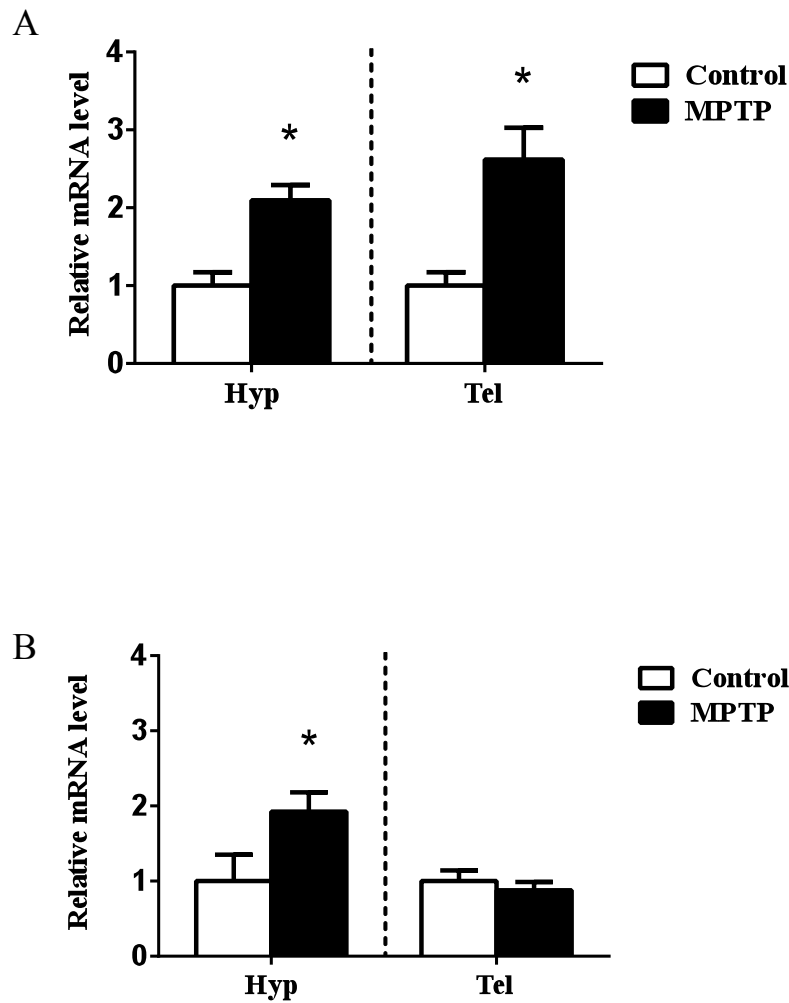 A
Relative mRNA level
4
3
2
1
0
*
*
Hyp
Tel
Control
MPTP
B
Relative mRNA level
4
3
2
1
0
*
Hyp
Tel
Control
MPTP